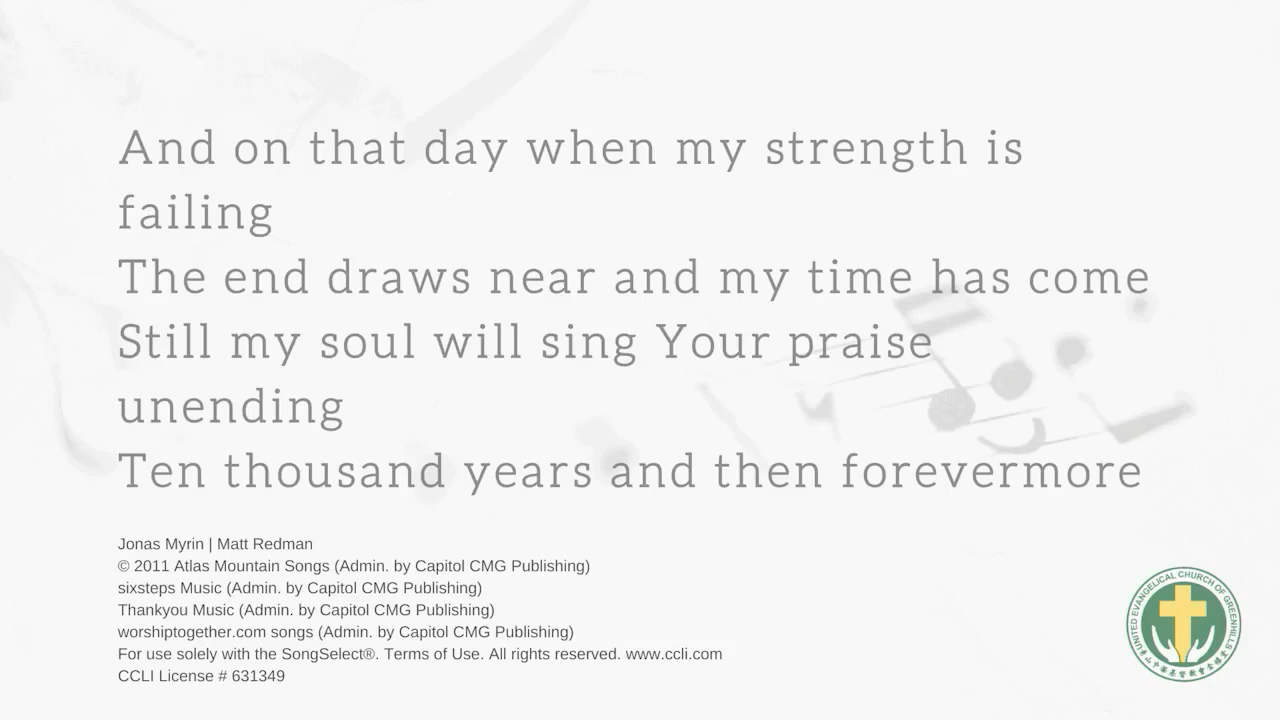 And on that day when my strength is
failing
The end draws near and my time has come
Still my soul will sing Your praise
unending
Ten thousand years and then forevermore
Jonas Myrin | Matt Redman
© 2011 Atlas Mountain Songs (Admin. by Capitol CMG Publishing)
sixsteps Music (Admin. by Capitol CMG Publishing)
Thankyou Music (Admin. by Capitol CMG Publishing)
worshiptogether.com songs (Admin. by Capitol CMG Publishing)
For use solely with the SongSelect®. Terms of Use. All rights reserved. www.ccli.com
CCLI License # 631349
UNITED EVANGELICAL CHURCH OF GREENHILLS